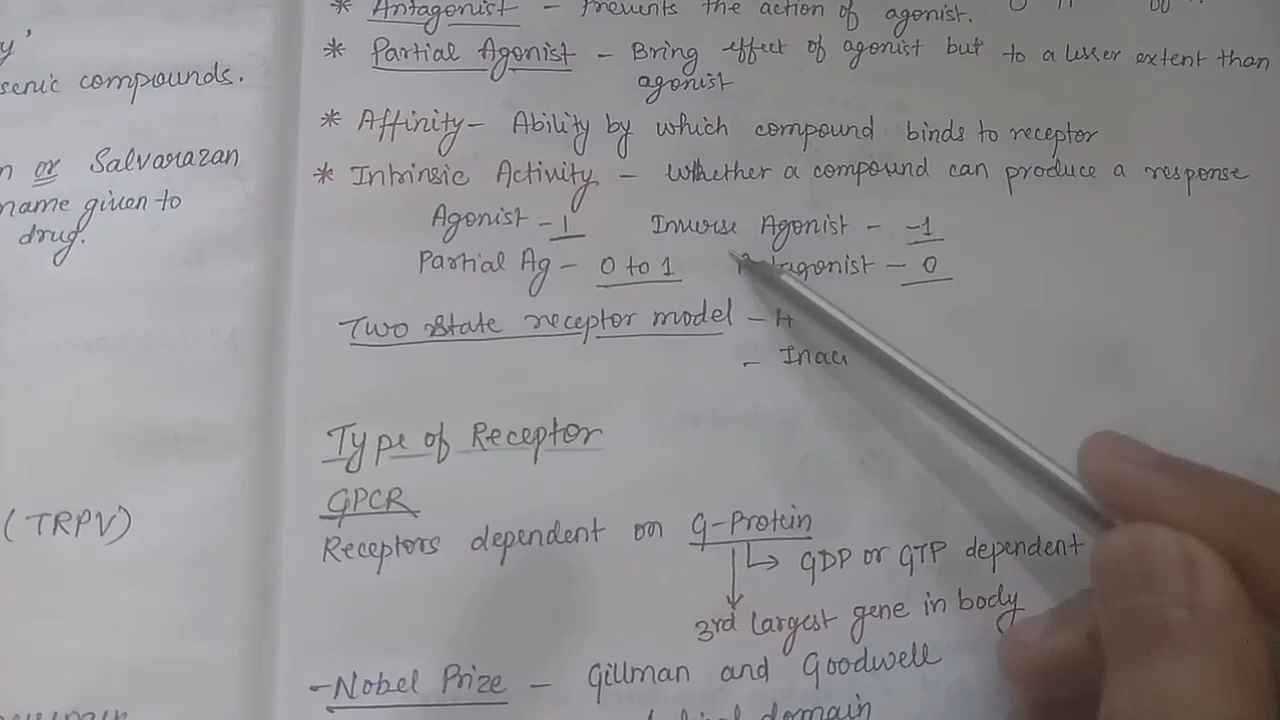 y'
senic compounds.
n or Salvarazan
name given to
drug.
(TRPV)
* Antagonist - Prevents the action of agonist.
* Partial Agonist - Bring effect of agonist but to a lesser extent than
agonist
* Affinity - Ability by which compound binds to receptor
* Intrinsic Activity - Whether a compound can produce a response
Agonist - 1 Inverse Agonist - -1
Partial Ag - 0 to 1 tagonist - 0
Two state receptor model -
- Inac
Type of Receptor
GPCR
Receptors dependent on G-Protein
↳ GDP or GTP dependent
3rd largest gene in body
- Nobel Prize - Gillman and Goodwell
domain